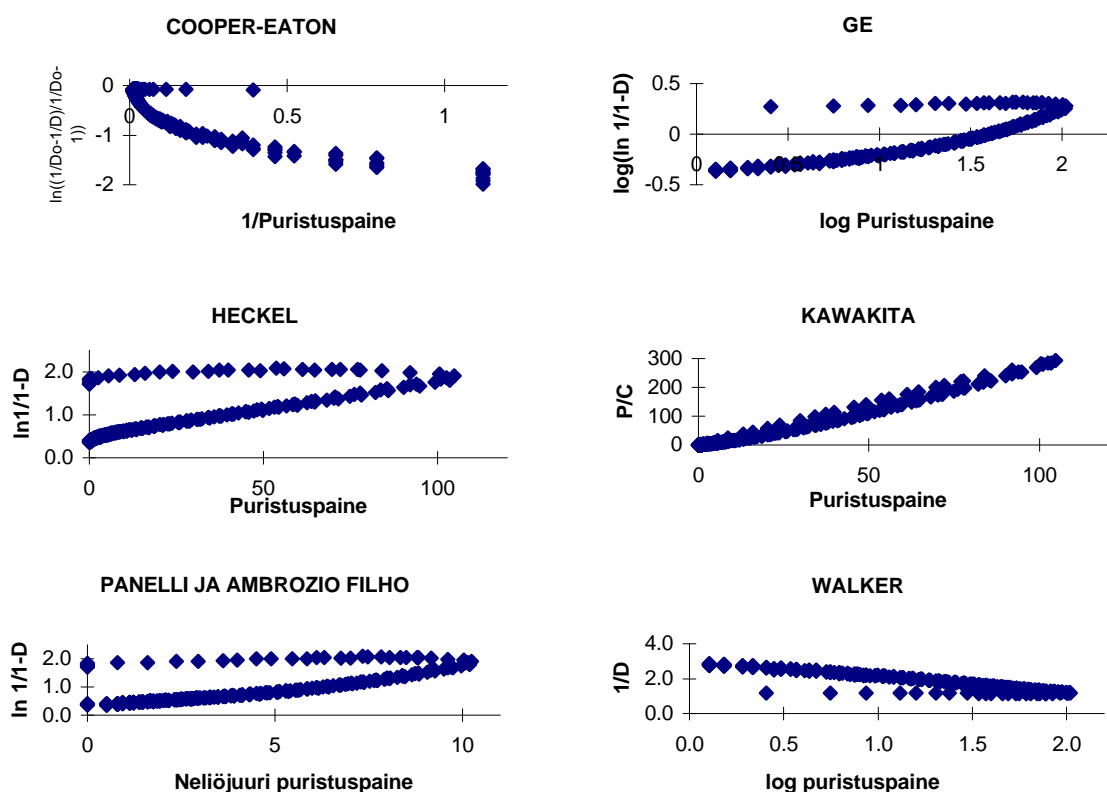 COOPER-EATON
ln((1/Do-1/D)/1/Do-
1))
0
-1
-2
0
0.5
1
1/Puristuspaine
GE
log(ln 1/1-D)
0.5
0
-0.5
0
0.5
1
1.5
2
log Puristuspaine
HECKEL
ln1/1-D
2.0
1.0
0.0
0
50
100
Puristuspaine
KAWAKITA
P/C
300
200
100
0
0
50
100
Puristuspaine
PANELLI JA AMBROZIO FILHO
ln 1/1-D
2.0
1.0
0.0
0
5
10
Neliöjuuri puristuspaine
WALKER
1/D
4.0
2.0
0.0
0.0
0.5
1.0
1.5
2.0
log puristuspaine